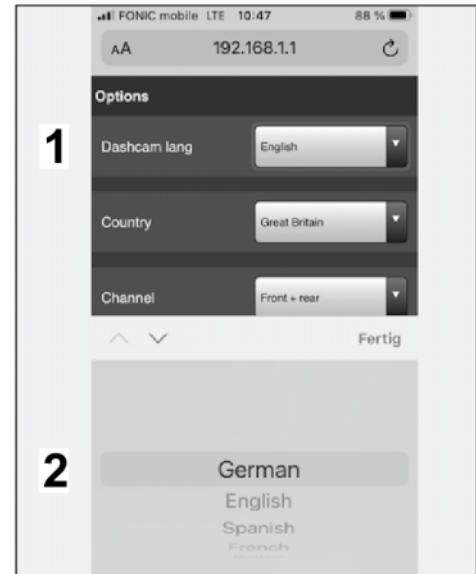 FONIC mobile LTE 10:47 88 %
AA 192.168.1.1
Options
1 Dashcam lang English
Country Great Britain
Channel Front + rear
Fertig
2 German
English
Spanish
French